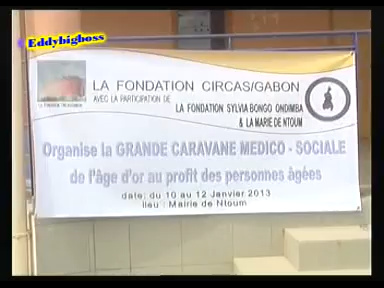 Eddybigboss
LA FONDATION CIRCAS/GABON
AVEC LA PARTICIPATION DE
LA FONDATION SYLVIA BONGO ONDIMBA
& LA MARIE DE NTOUM
Organise la GRANDE CARAVANE MEDICO - SOCIALE
de l'âge d'or au profit des personnes âgées
date: du 10 au 12 Janvier 2013
lieu : Mairie de Ntoum